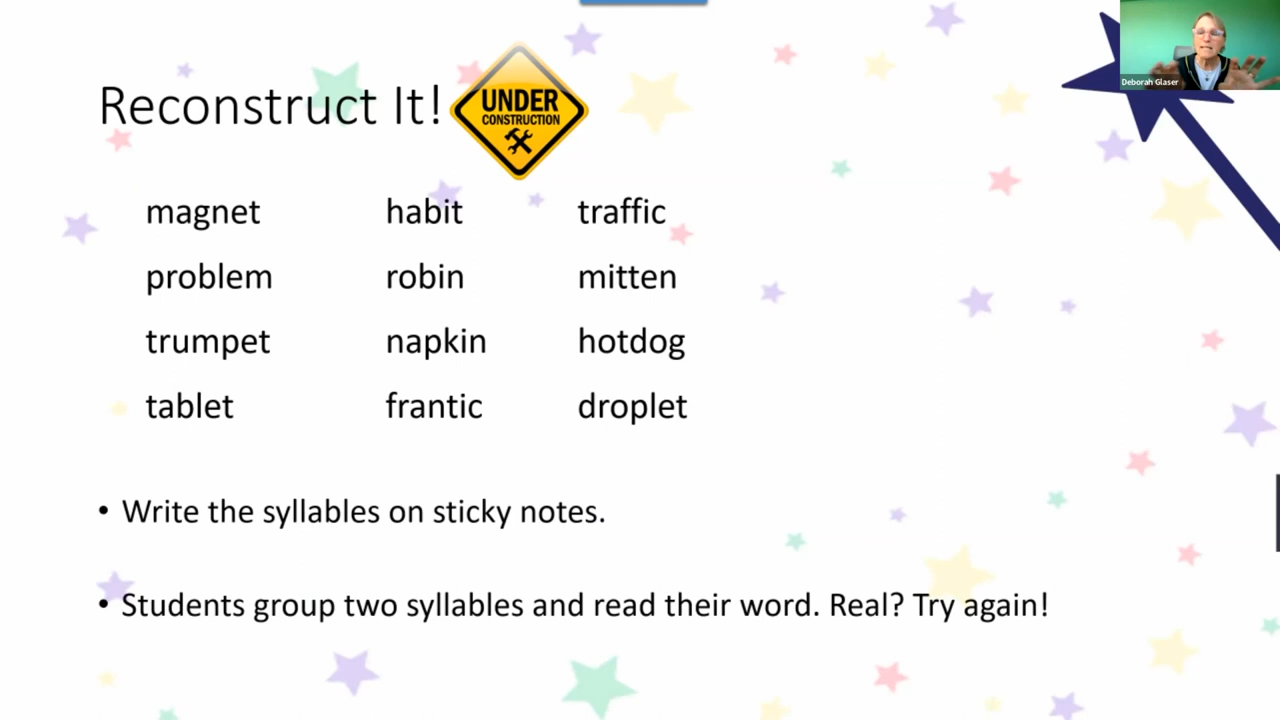 Reconstruct It!
UNDER
CONSTRUCTION
Deborah Glaser
magnet habit traffic
problem robin mitten
trumpet napkin hotdog
tablet frantic droplet
• Write the syllables on sticky notes.
• Students group two syllables and read their word. Real? Try again!